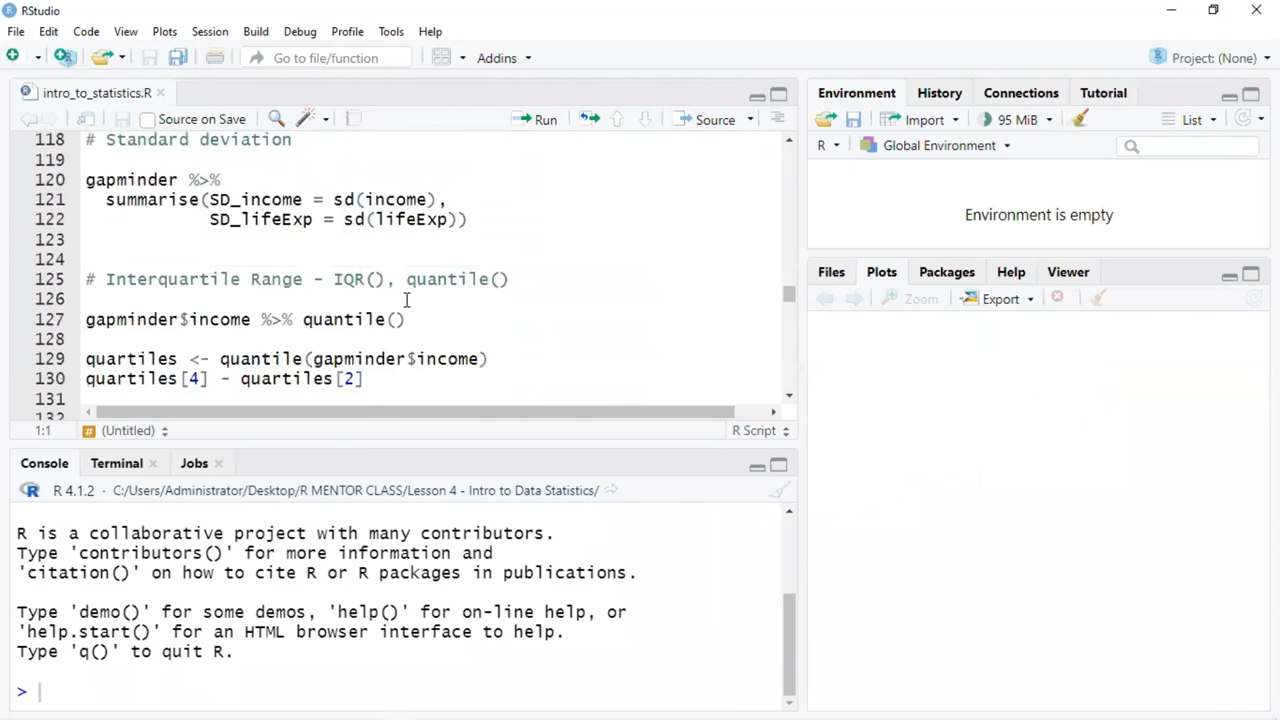 RStudio
File Edit Code View Plots Session Build Debug Profile Tools Help
Go to file/function Addins Project: (None)
intro_to_statistics.R
Source on Save Run Source
118 # Standard deviation
119
120 gapminder %>%
121   summarise(SD_income = sd(income),
122             SD_lifeExp = sd(lifeExp))
123
124
125 # Interquartile Range - IQR(), quantile()
126
127 gapminder$income %>% quantile()
128
129 quartiles <- quantile(gapminder$income)
130 quartiles[4] - quartiles[2]
131
132
1:1 (Untitled) R Script
Console Terminal Jobs
R 4.1.2 · C:/Users/Administrator/Desktop/R MENTOR CLASS/Lesson 4 - Intro to Data Statistics/
R is a collaborative project with many contributors.
Type 'contributors()' for more information and
'citation()' on how to cite R or R packages in publications.
Type 'demo()' for some demos, 'help()' for on-line help, or
'help.start()' for an HTML browser interface to help.
Type 'q()' to quit R.
>
Environment History Connections Tutorial
Import 95 MiB List
R Global Environment
Environment is empty
Files Plots Packages Help Viewer
Zoom Export